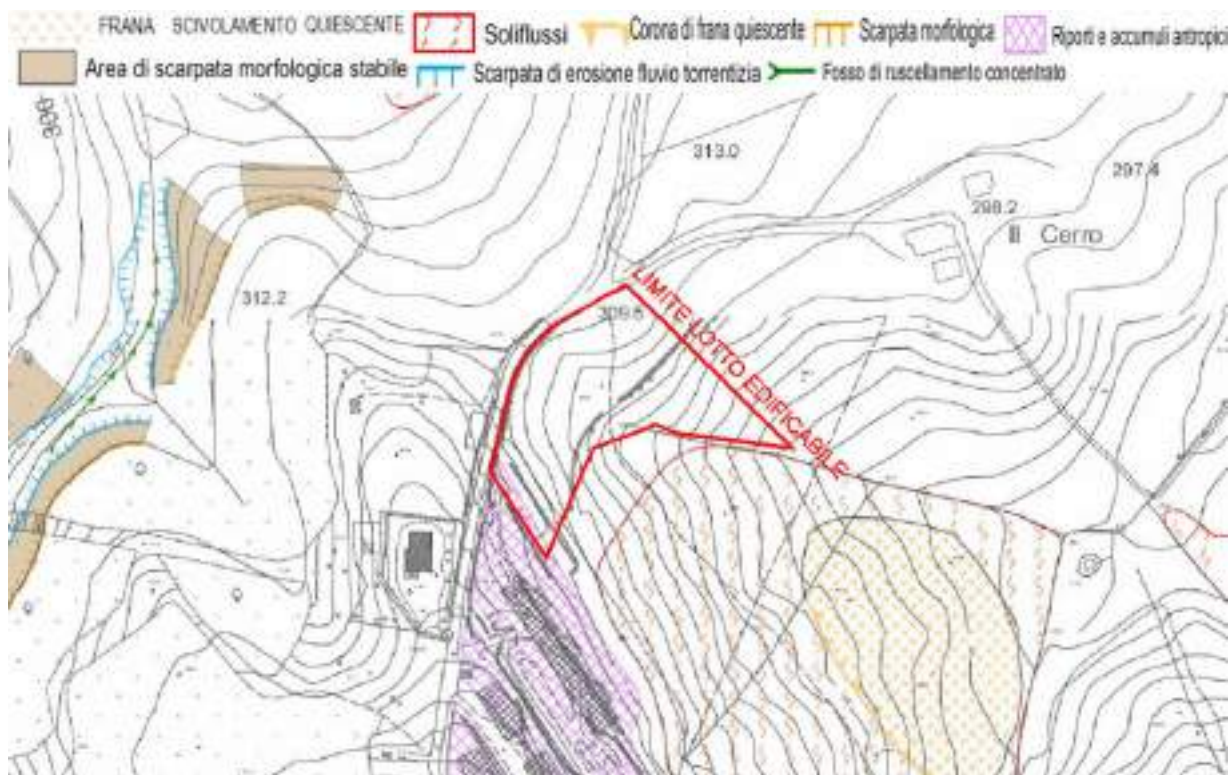 FRANA SCIVOLAMENTO QUIESCENTE Soliflussi Corona di frana quiescente Scarpata morfologica Riporti e accumuli antropici
Area di scarpata morfologica stabile Scarpata di erosione fluvio torrentizia Fosso di ruscellamento concentrato
313.0
297.4
298.2
Il Cerro
312.2
309.6
LIMITE LOTTO EDIFICABILE